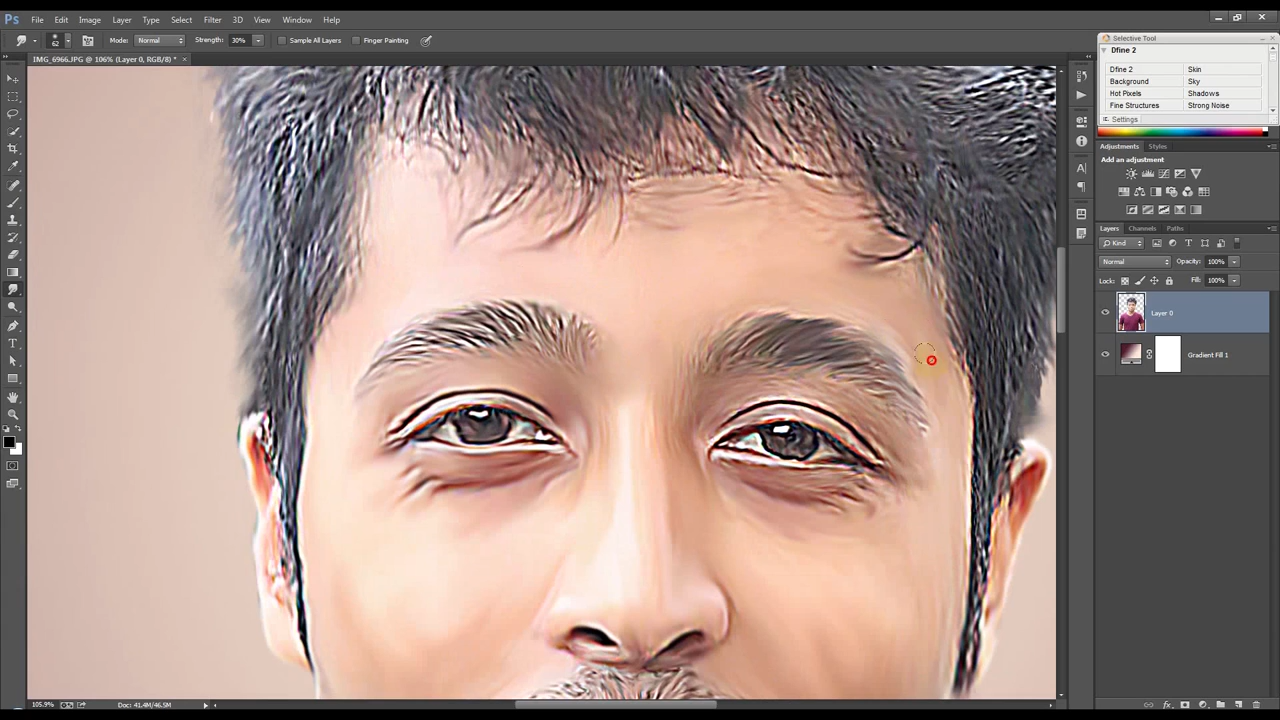 Ps File Edit Image Layer Type Select Filter 3D View Window Help
62 Mode: Normal Strength: 30% Sample All Layers Finger Painting
IMG_6966.JPG @ 106% (Layer 0, RGB/8) * ×
Selective Tool
Dfine 2
Dfine 2 Skin
Background Sky
Hot Pixels Shadows
Fine Structures Strong Noise
Settings
Adjustments Styles
Add an adjustment
Layers Channels Paths
Kind
Normal Opacity: 100%
Lock: Fill: 100%
Layer 0
Gradient Fill 1
105.9% Doc: 41.4M/46.5M